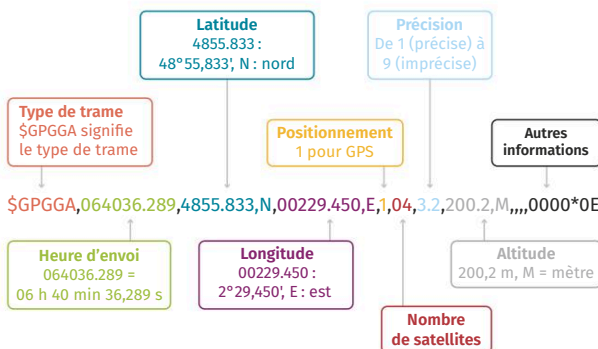 Latitude
4855.833 :
48°55,833', N : nord
Précision
De 1 (précise) à
9 (imprécise)
Type de trame
$GPGGA signifie
le type de trame
Positionnement
1 pour GPS
Autres
informations
$GPGGA,064036.289,4855.833,N,00229.450,E,1,04,3.2,200.2,M,,,,0000*0E
Heure d'envoi
064036.289 =
06 h 40 min 36,289 s
Longitude
00229.450 :
2°29,450', E : est
Altitude
200,2 m, M = mètre
Nombre
de satellites